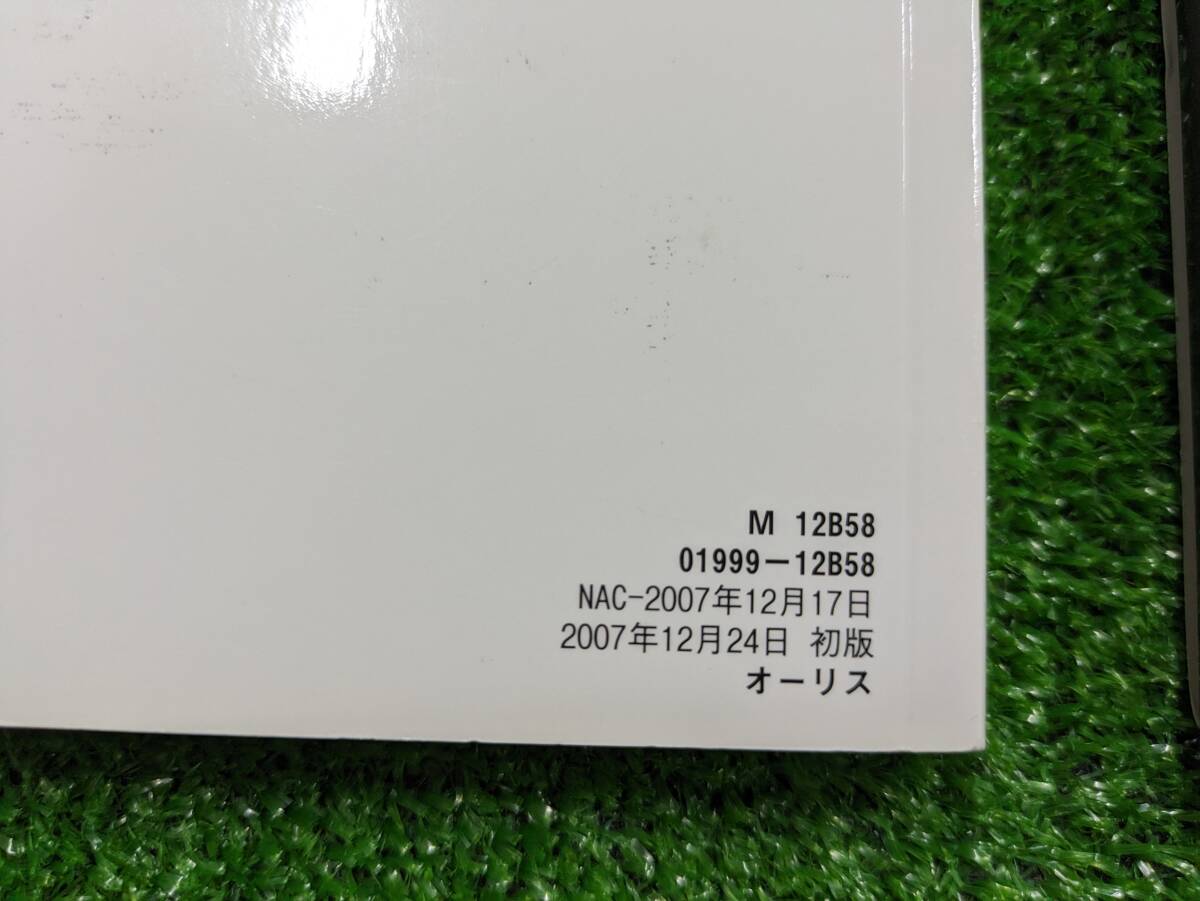 M 12B58
01999−12B58
NAC-2007年12月17日
2007年12月24日 初版
オーリス